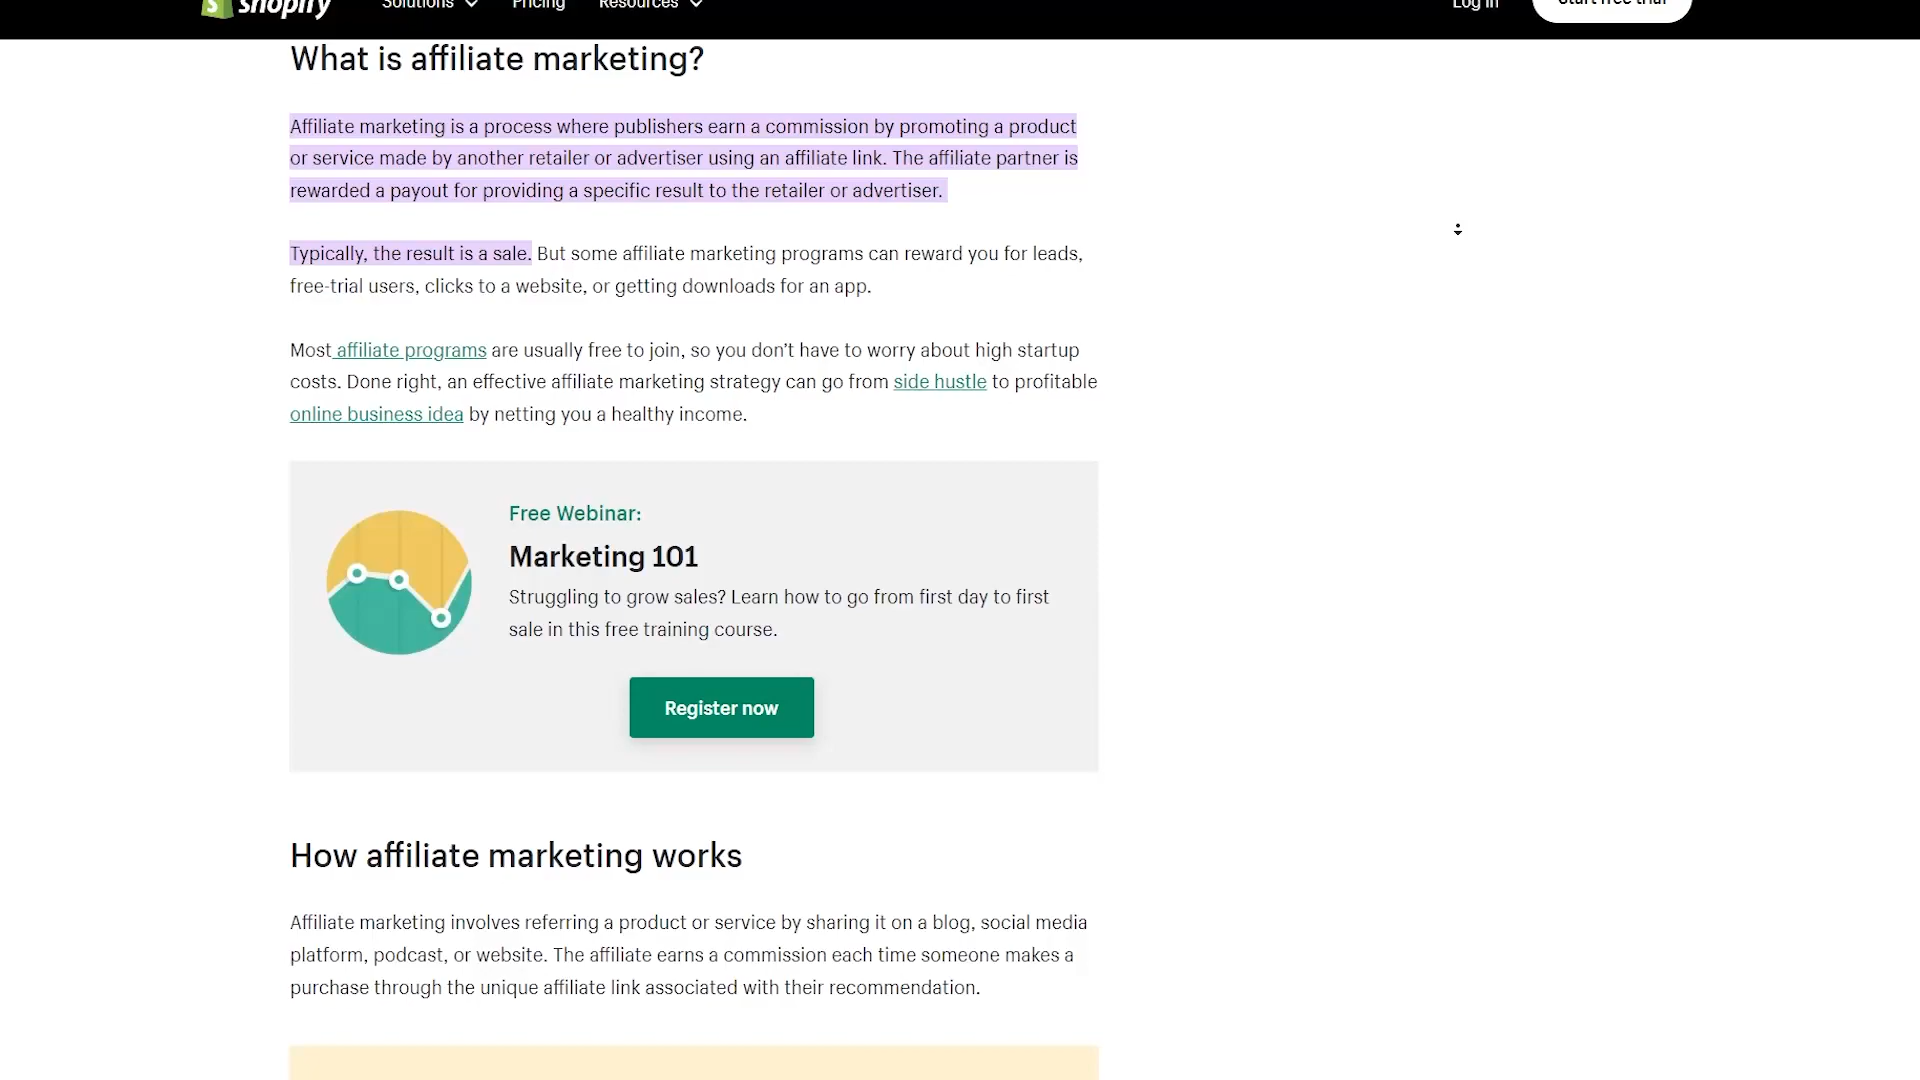 shopify Solutions Pricing Resources Log in Start free trial
What is affiliate marketing?
Affiliate marketing is a process where publishers earn a commission by promoting a product
or service made by another retailer or advertiser using an affiliate link. The affiliate partner is
rewarded a payout for providing a specific result to the retailer or advertiser.
Typically, the result is a sale. But some affiliate marketing programs can reward you for leads,
free-trial users, clicks to a website, or getting downloads for an app.
Most affiliate programs are usually free to join, so you don’t have to worry about high startup
costs. Done right, an effective affiliate marketing strategy can go from side hustle to profitable
online business idea by netting you a healthy income.
Free Webinar:
Marketing 101
Struggling to grow sales? Learn how to go from first day to first
sale in this free training course.
Register now
How affiliate marketing works
Affiliate marketing involves referring a product or service by sharing it on a blog, social media
platform, podcast, or website. The affiliate earns a commission each time someone makes a
purchase through the unique affiliate link associated with their recommendation.